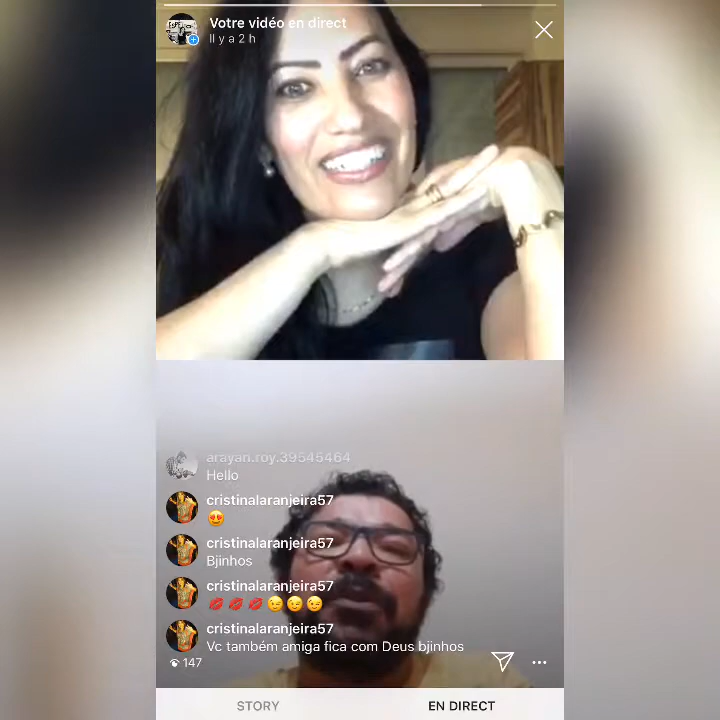 Votre vidéo en direct
Il y a 2 h
arayan.roy.39545464
Hello
cristinalaranjeira57
😍
cristinalaranjeira57
Bjinhos
cristinalaranjeira57
💋💋💋😉😉😉
cristinalaranjeira57
Vc também amiga fica com Deus bjinhos
147
STORY
EN DIRECT